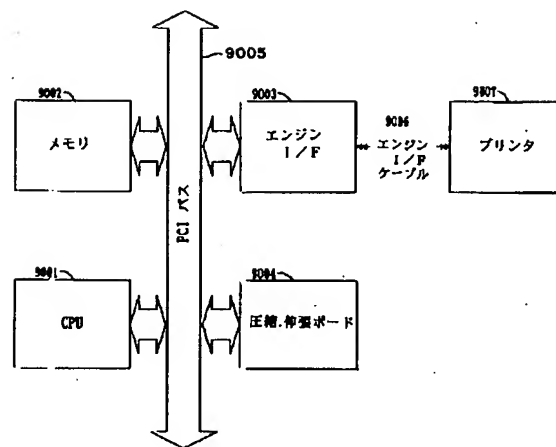 9005
9002
メモリ
9003
エンジン
I/F
9006
エンジン
I/F
ケーブル
9007
プリンタ
PCI バス
9001
CPU
9004
圧縮.伸張ボード